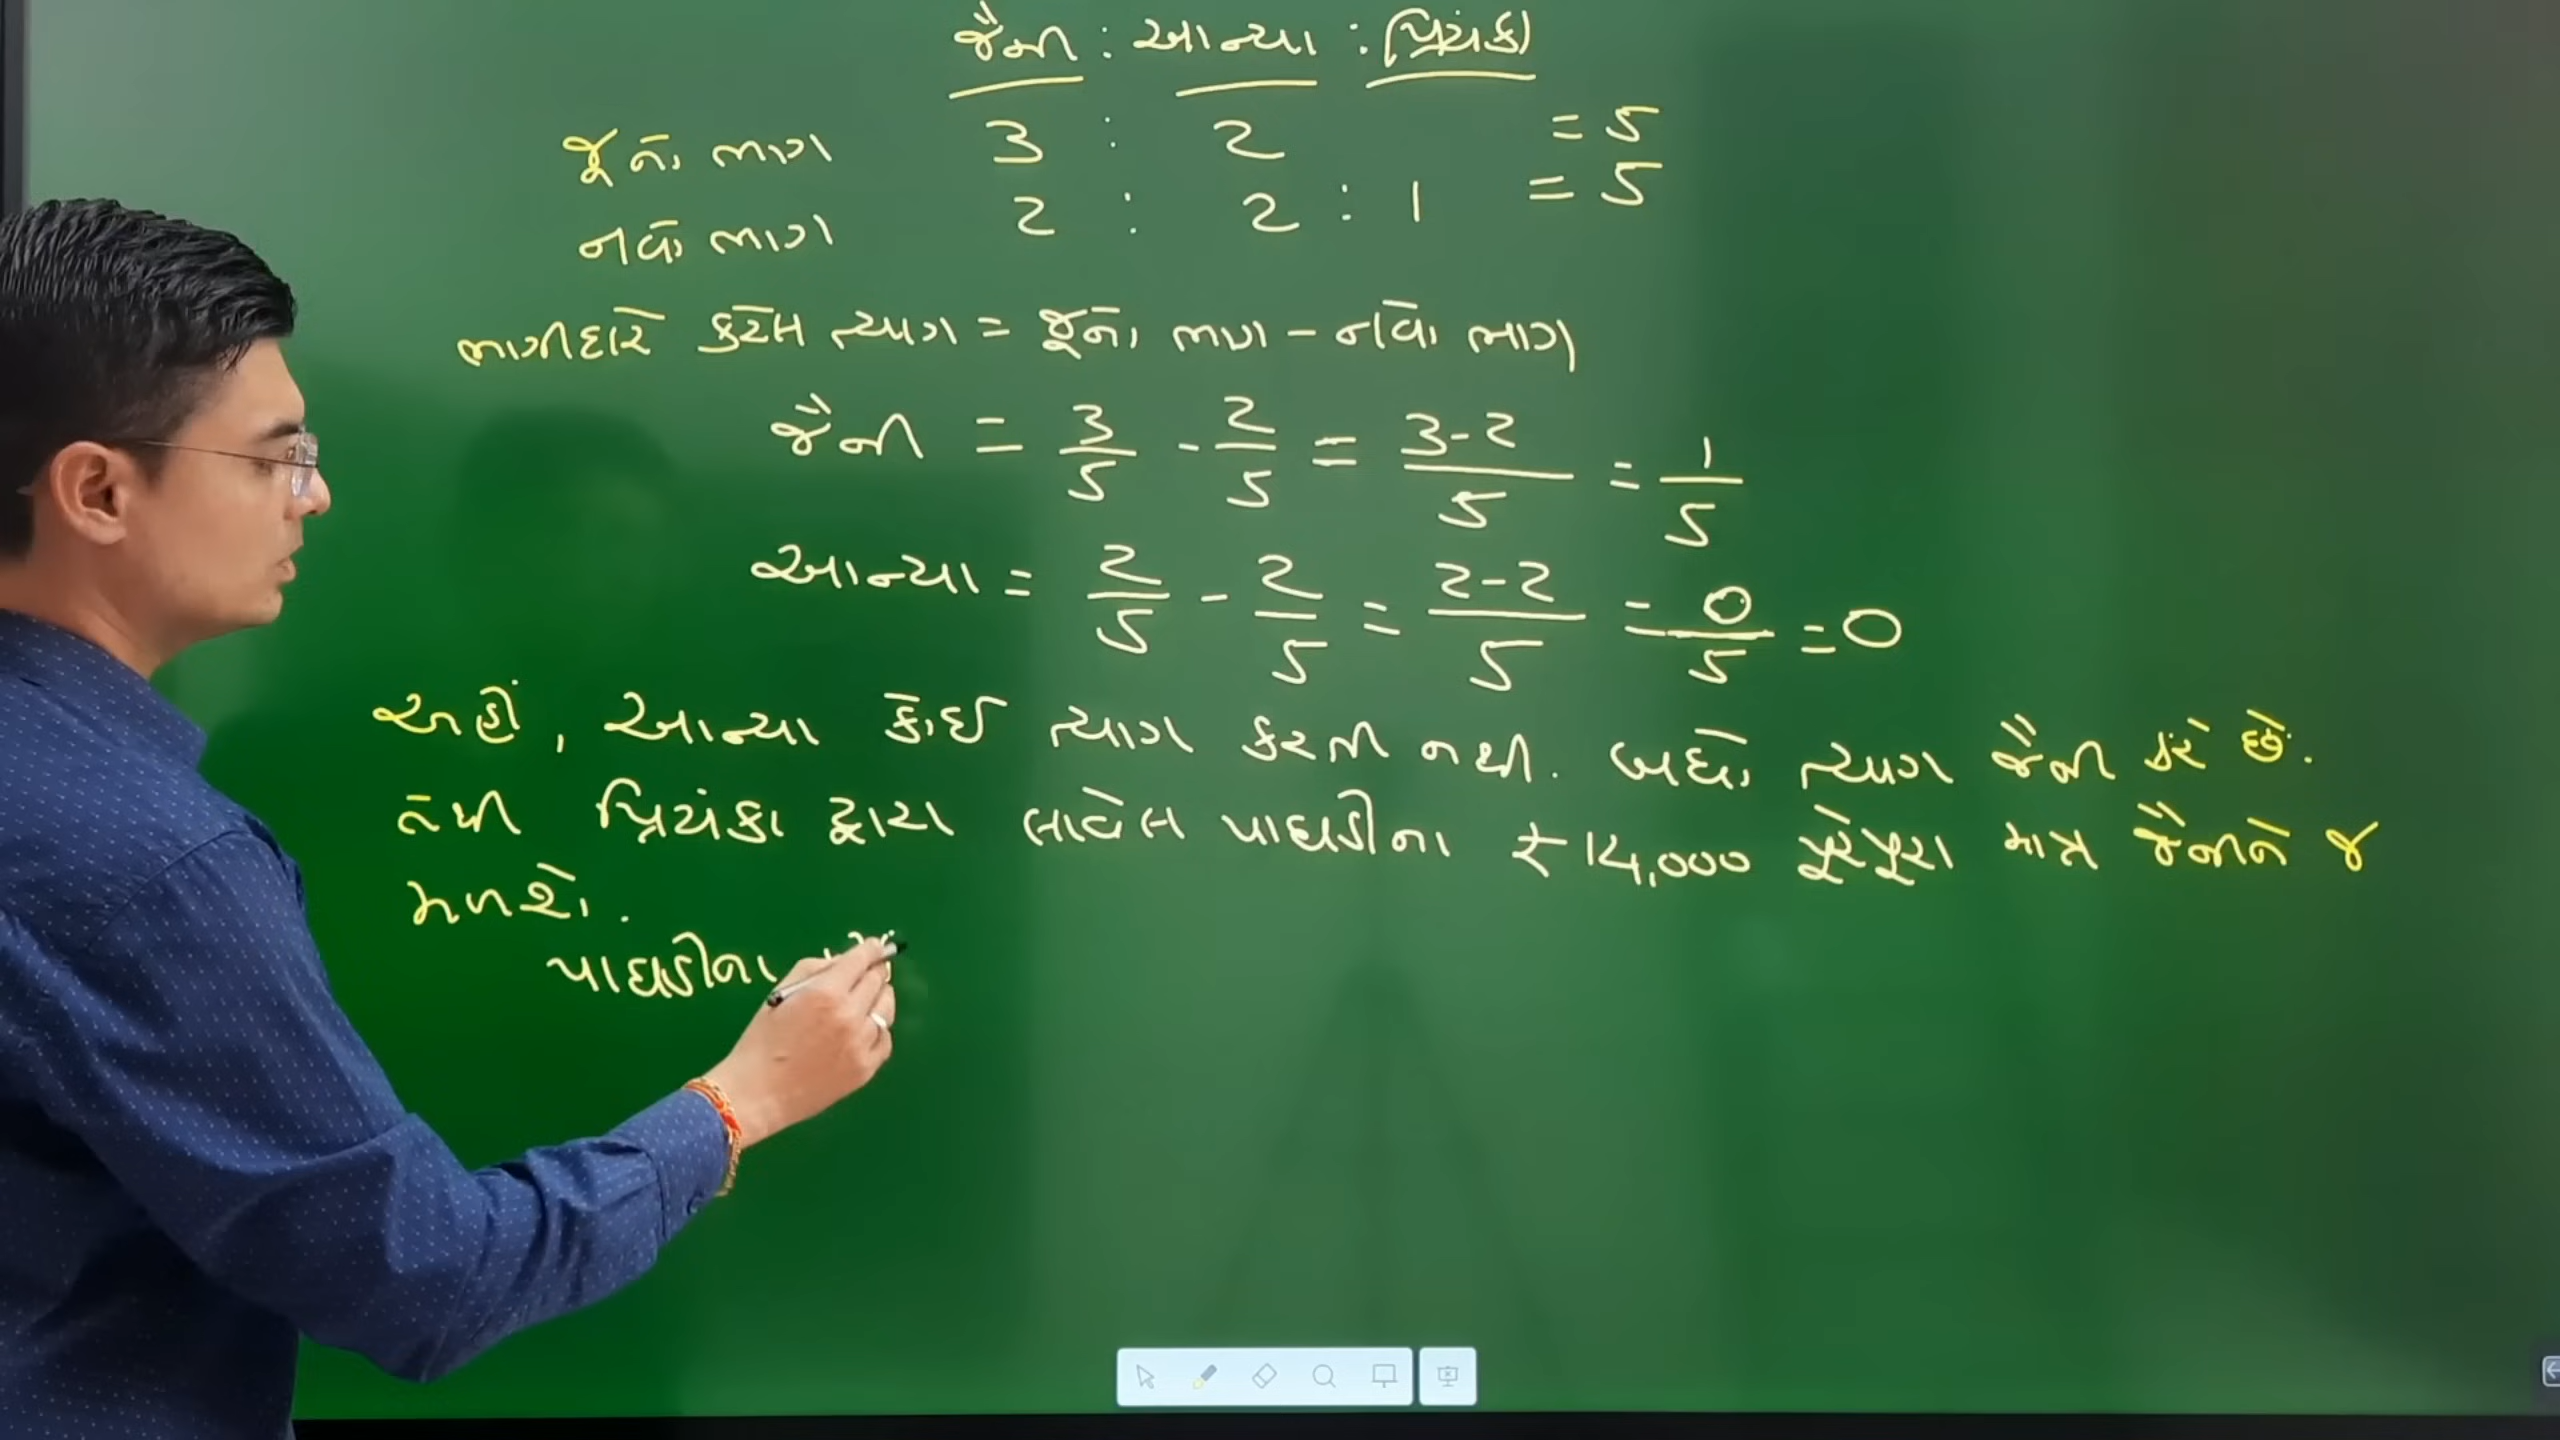 જૈની : આન્યા : પ્રિયંકા
જૂનો ભાગ 3 : 2 = 5
નવો ભાગ 2 : 2 : 1 = 5
ભાગીદારે કરેલ ત્યાગ = જૂનો ભાગ - નવો ભાગ
જૈની = 3/5 - 2/5 = 3-2/5 = 1/5
આન્યા = 2/5 - 2/5 = 2-2/5 = 0/5 = 0
અહીં, આન્યા કોઈ ત્યાગ કરતી નથી. બધો ત્યાગ જૈની કરે છે.
તેથી પ્રિયંકા દ્વારા લાવેલ પાઘડીના ₹ 14,000 પૂરેપૂરા માત્ર જૈનીને જ
મળશે.
પાઘડીના